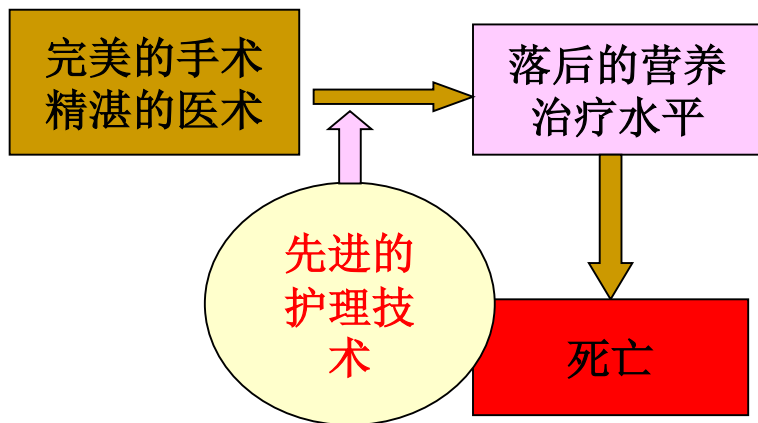 完美的手术
精湛的医术
落后的营养
治疗水平
先进的
护理技
术
死亡